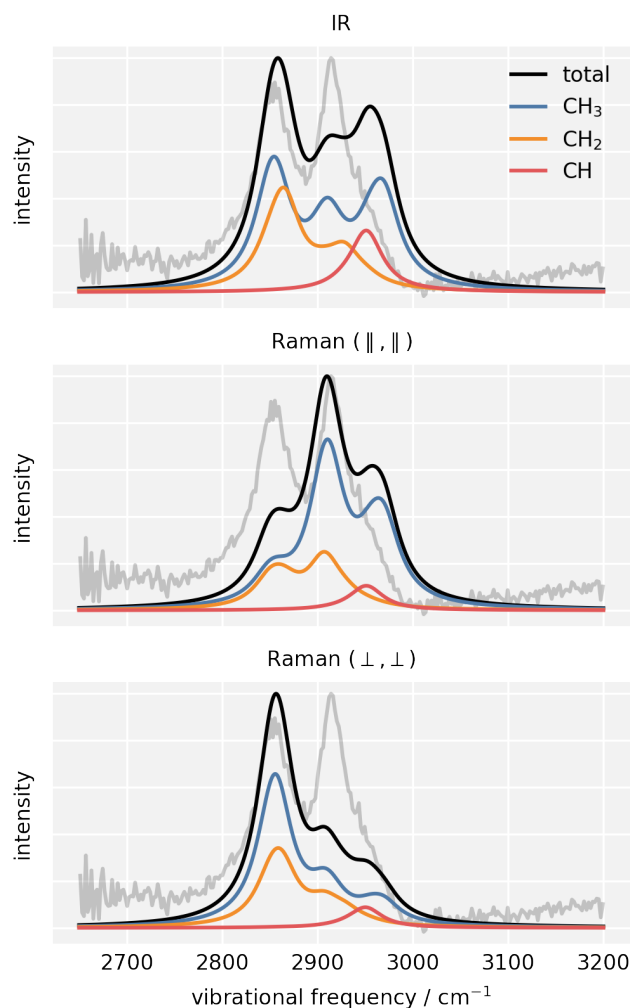 IR
intensity
total
CH₃
CH₂
CH
Raman (∥,∥)
intensity
Raman (⊥,⊥)
intensity
2700 2800 2900 3000 3100 3200
vibrational frequency / cm⁻¹